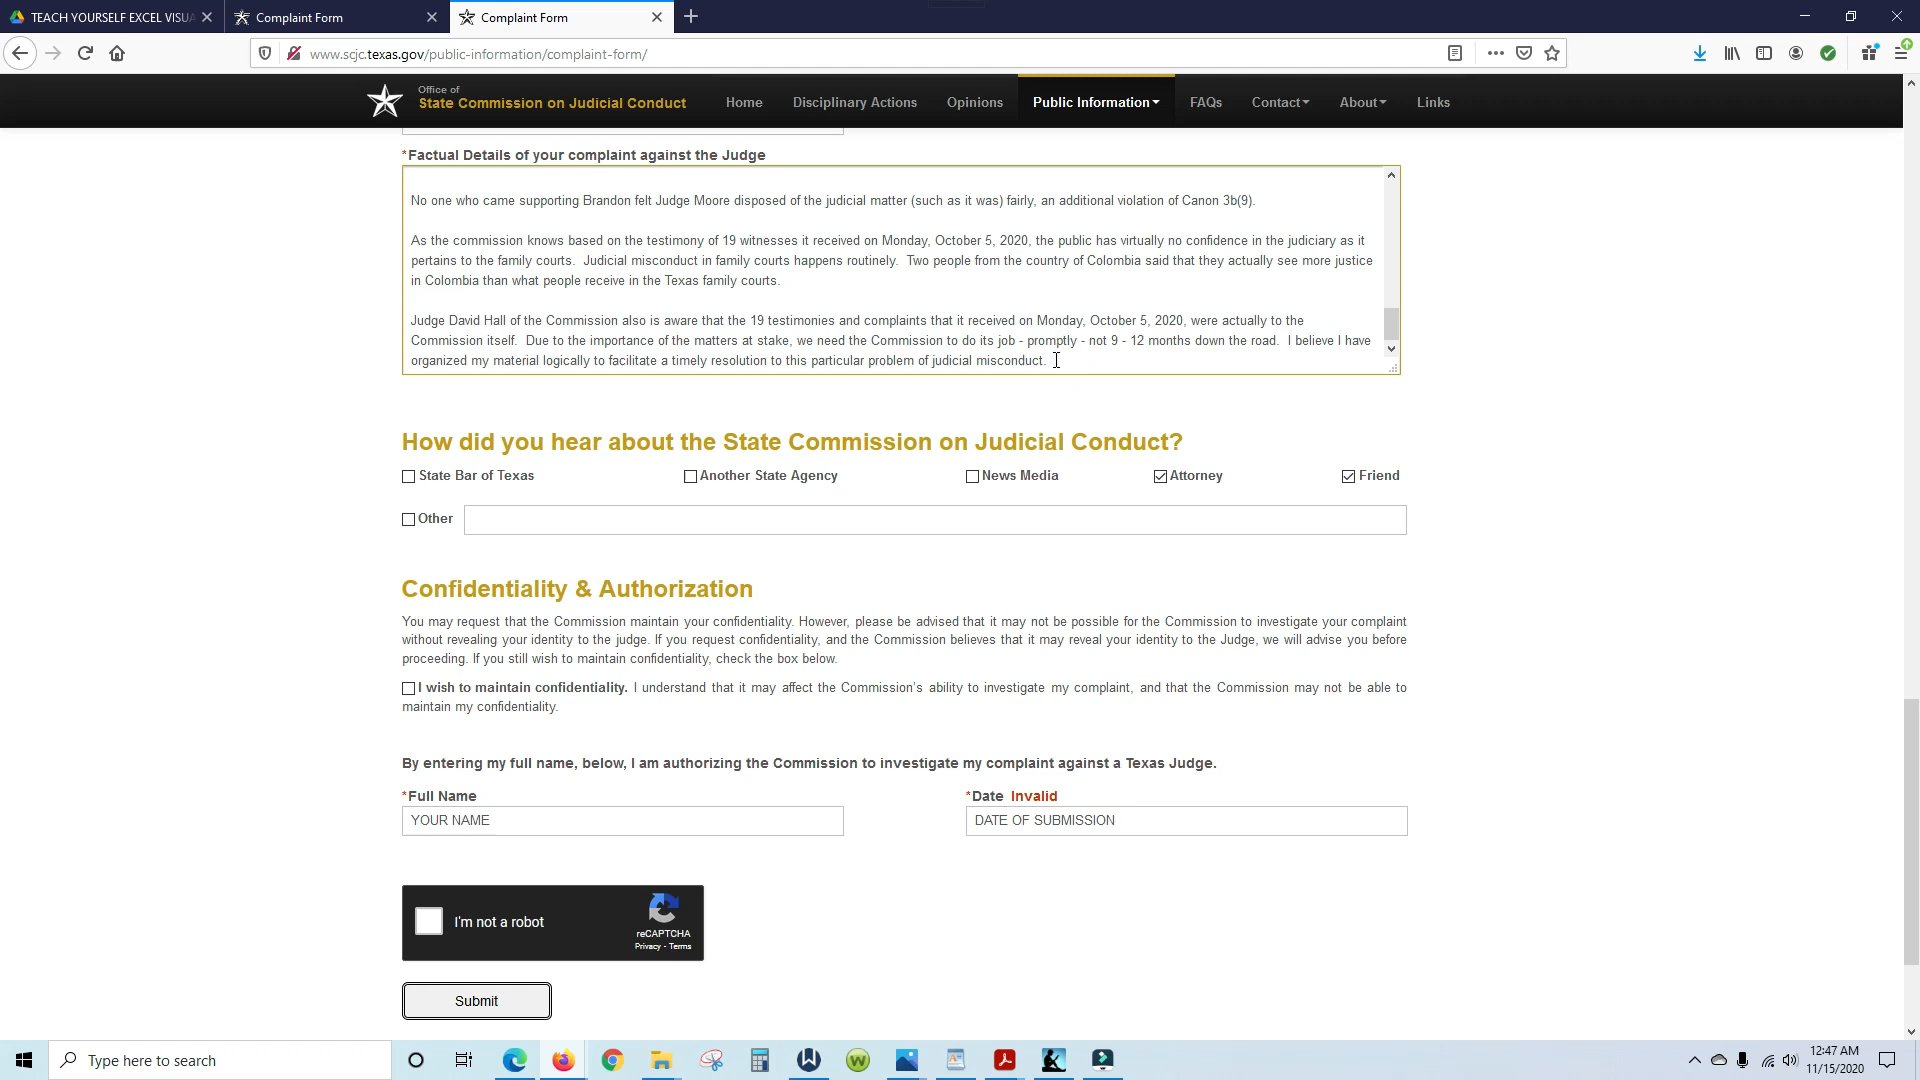 TEACH YOURSELF EXCEL VISUA
Complaint Form
Complaint Form
www.scjc.texas.gov/public-information/complaint-form/
Office of
State Commission on Judicial Conduct
Home
Disciplinary Actions
Opinions
Public Information
FAQs
Contact
About
Links
*Factual Details of your complaint against the Judge
No one who came supporting Brandon felt Judge Moore disposed of the judicial matter (such as it was) fairly, an additional violation of Canon 3b(9).
As the commission knows based on the testimony of 19 witnesses it received on Monday, October 5, 2020, the public has virtually no confidence in the judiciary as it
pertains to the family courts.  Judicial misconduct in family courts happens routinely.  Two people from the country of Colombia said that they actually see more justice
in Colombia than what people receive in the Texas family courts.
Judge David Hall of the Commission also is aware that the 19 testimonies and complaints that it received on Monday, October 5, 2020, were actually to the
Commission itself.  Due to the importance of the matters at stake, we need the Commission to do its job - promptly - not 9 - 12 months down the road.  I believe I have
organized my material logically to facilitate a timely resolution to this particular problem of judicial misconduct.
How did you hear about the State Commission on Judicial Conduct?
State Bar of Texas
Another State Agency
News Media
Attorney
Friend
Other
Confidentiality & Authorization
You may request that the Commission maintain your confidentiality. However, please be advised that it may not be possible for the Commission to investigate your complaint
without revealing your identity to the judge. If you request confidentiality, and the Commission believes that it may reveal your identity to the Judge, we will advise you before
proceeding. If you still wish to maintain confidentiality, check the box below.
I wish to maintain confidentiality. I understand that it may affect the Commission's ability to investigate my complaint, and that the Commission may not be able to
maintain my confidentiality.
By entering my full name, below, I am authorizing the Commission to investigate my complaint against a Texas Judge.
*Full Name
*Date Invalid
YOUR NAME
DATE OF SUBMISSION
I'm not a robot
reCAPTCHA
Privacy - Terms
Submit
Type here to search
12:47 AM
11/15/2020